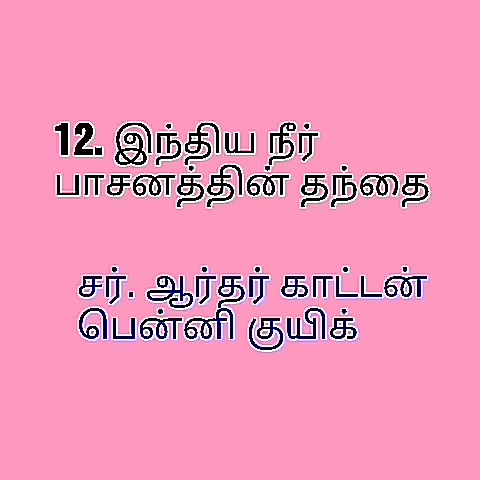 12. இந்திய நீர்
பாசனத்தின் தந்தை
சர். ஆர்தர் காட்டன்
பென்னி குயிக்